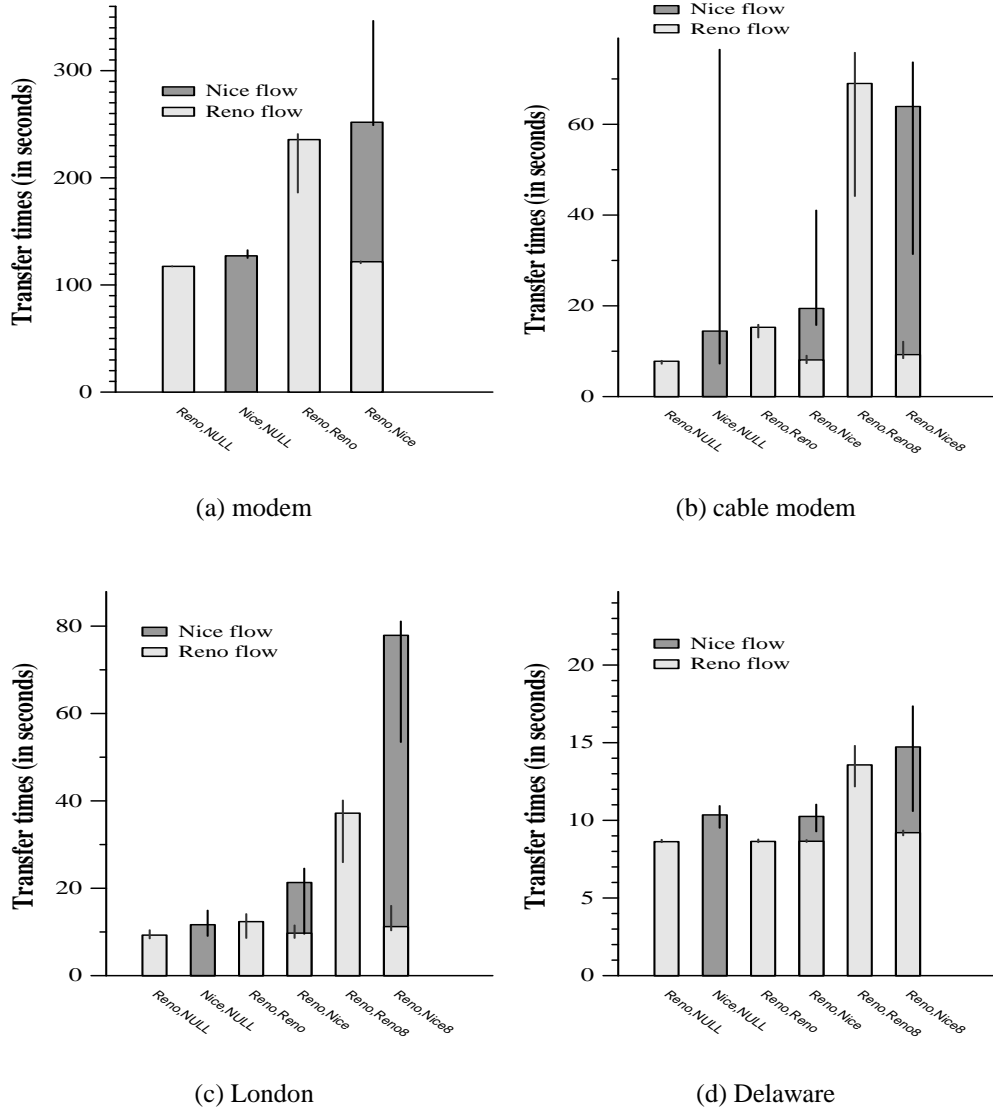 Transfer times (in seconds)
300
200
100
0
Nice flow
Reno flow
Reno,NULL
Nice,NULL
Reno,Reno
Reno,Nice
(a) modem
Nice flow
Reno flow
Transfer times (in seconds)
60
40
20
0
Reno,NULL
Nice,NULL
Reno,Reno
Reno,Nice
Reno,Reno8
Reno,Nice8
(b) cable modem
Transfer times (in seconds)
80
60
40
20
0
Nice flow
Reno flow
Reno,NULL
Nice,NULL
Reno,Reno
Reno,Nice
Reno,Reno8
Reno,Nice8
(c) London
Transfer times (in seconds)
20
15
10
5
0
Nice flow
Reno flow
Reno,NULL
Nice,NULL
Reno,Reno
Reno,Nice
Reno,Reno8
Reno,Nice8
(d) Delaware